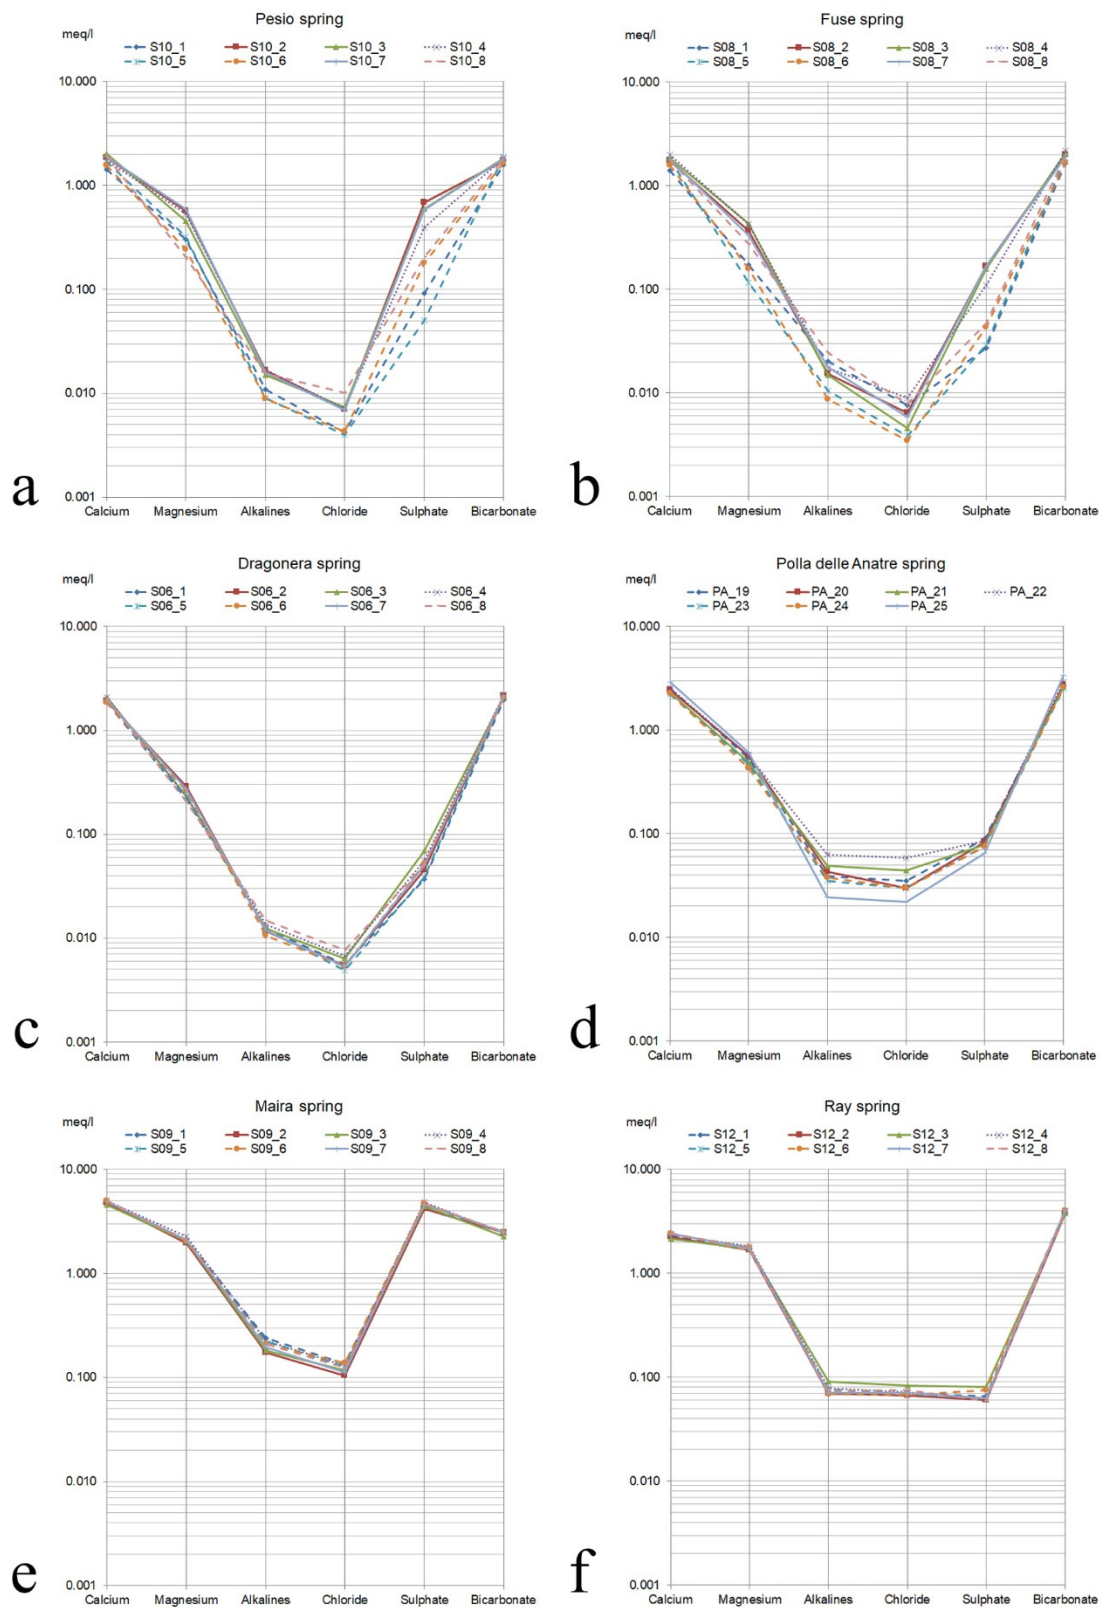 Pesio spring
meq/l
S10_1 S10_2 S10_3 S10_4
S10_5 S10_6 S10_7 S10_8
10.000
1.000
0.100
0.010
0.001
Calcium Magnesium Alkalines Chloride Sulphate Bicarbonate
a
Fuse spring
meq/l
S08_1 S08_2 S08_3 S08_4
S08_5 S08_6 S08_7 S08_8
10.000
1.000
0.100
0.010
0.001
Calcium Magnesium Alkalines Chloride Sulphate Bicarbonate
b
Dragonera spring
meq/l
S06_1 S06_2 S06_3 S06_4
S06_5 S06_6 S06_7 S06_8
10.000
1.000
0.100
0.010
0.001
Calcium Magnesium Alkalines Chloride Sulphate Bicarbonate
c
Polla delle Anatre spring
meq/l
PA_19 PA_20 PA_21 PA_22
PA_23 PA_24 PA_25
10.000
1.000
0.100
0.010
0.001
Calcium Magnesium Alkalines Chloride Sulphate Bicarbonate
d
Maira spring
meq/l
S09_1 S09_2 S09_3 S09_4
S09_5 S09_6 S09_7 S09_8
10.000
1.000
0.100
0.010
0.001
Calcium Magnesium Alkalines Chloride Sulphate Bicarbonate
e
Ray spring
meq/l
S12_1 S12_2 S12_3 S12_4
S12_5 S12_6 S12_7 S12_8
10.000
1.000
0.100
0.010
0.001
Calcium Magnesium Alkalines Chloride Sulphate Bicarbonate
f